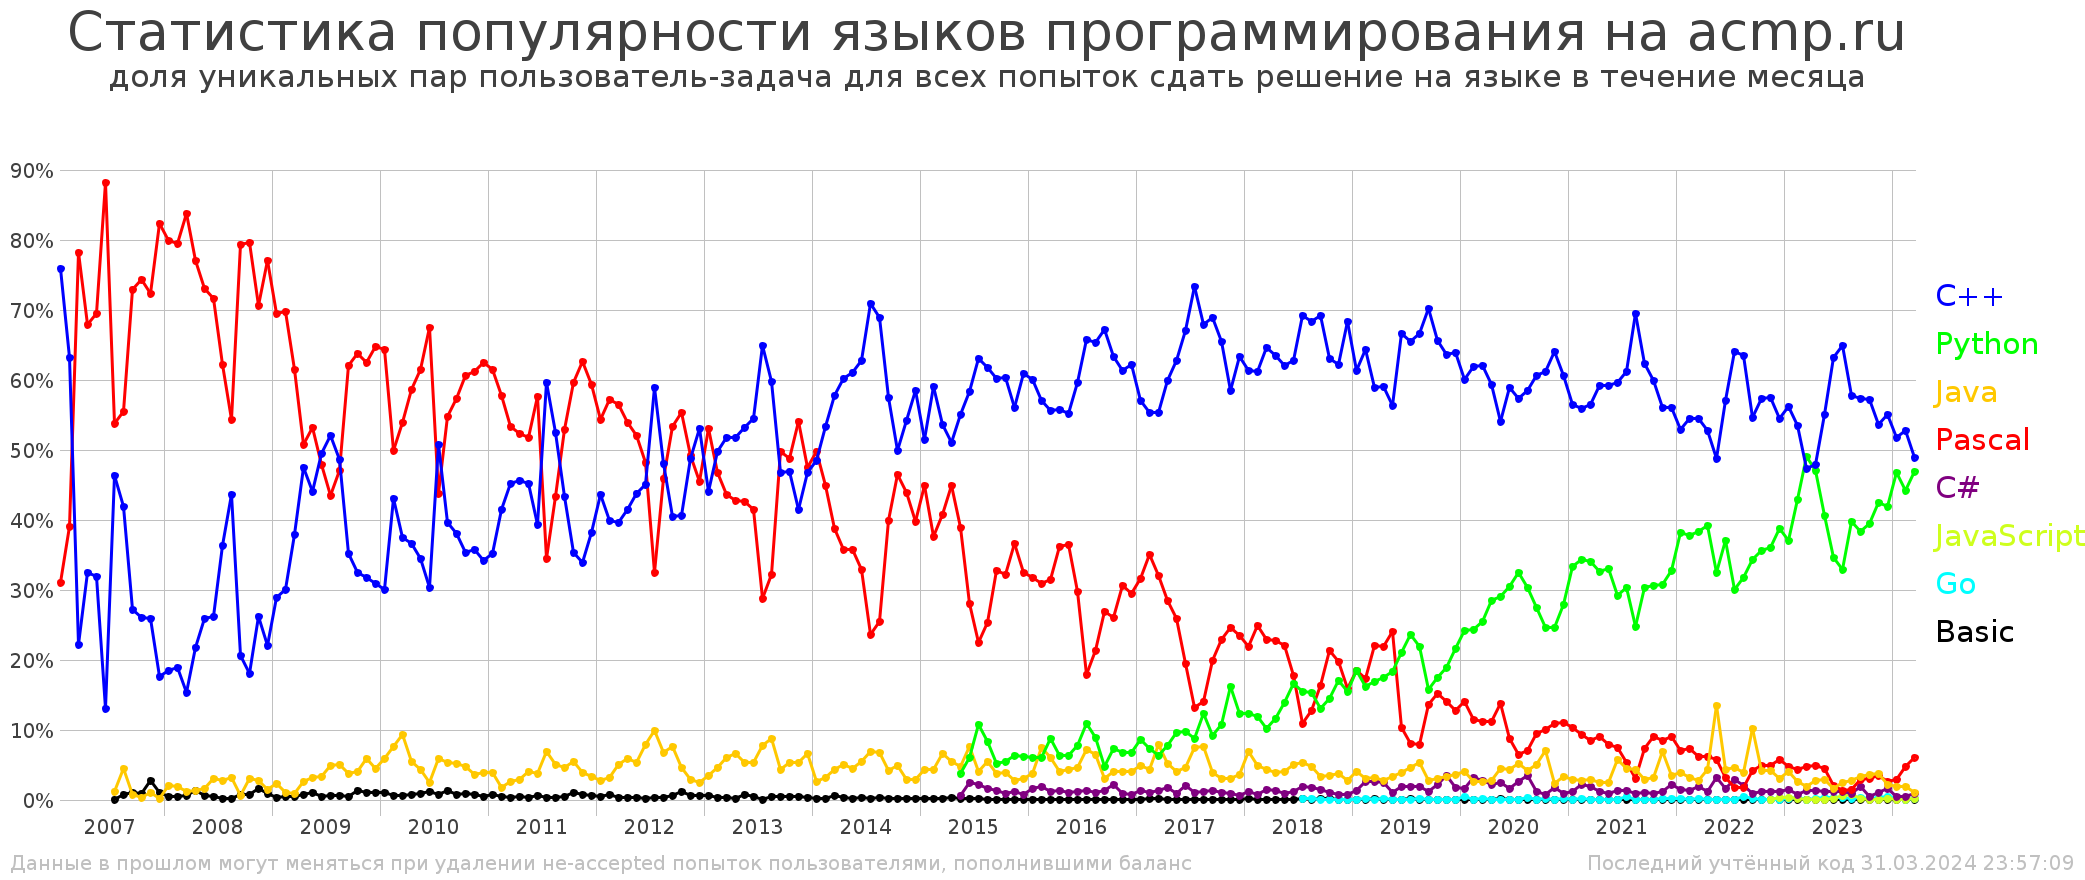 Статистика популярности языков программирования на acmp.ru
доля уникальных пар пользователь-задача для всех попыток сдать решение на языке в течение месяца
90%
80%
70%
60%
50%
40%
30%
20%
10%
0%
C++
Python
Java
Pascal
C#
JavaScript
Go
Basic
2007 2008 2009 2010 2011 2012 2013 2014 2015 2016 2017 2018 2019 2020 2021 2022 2023
Данные в прошлом могут меняться при удалении не-accepted попыток пользователями, пополнившими баланс
Последний учтённый код 31.03.2024 23:57:09